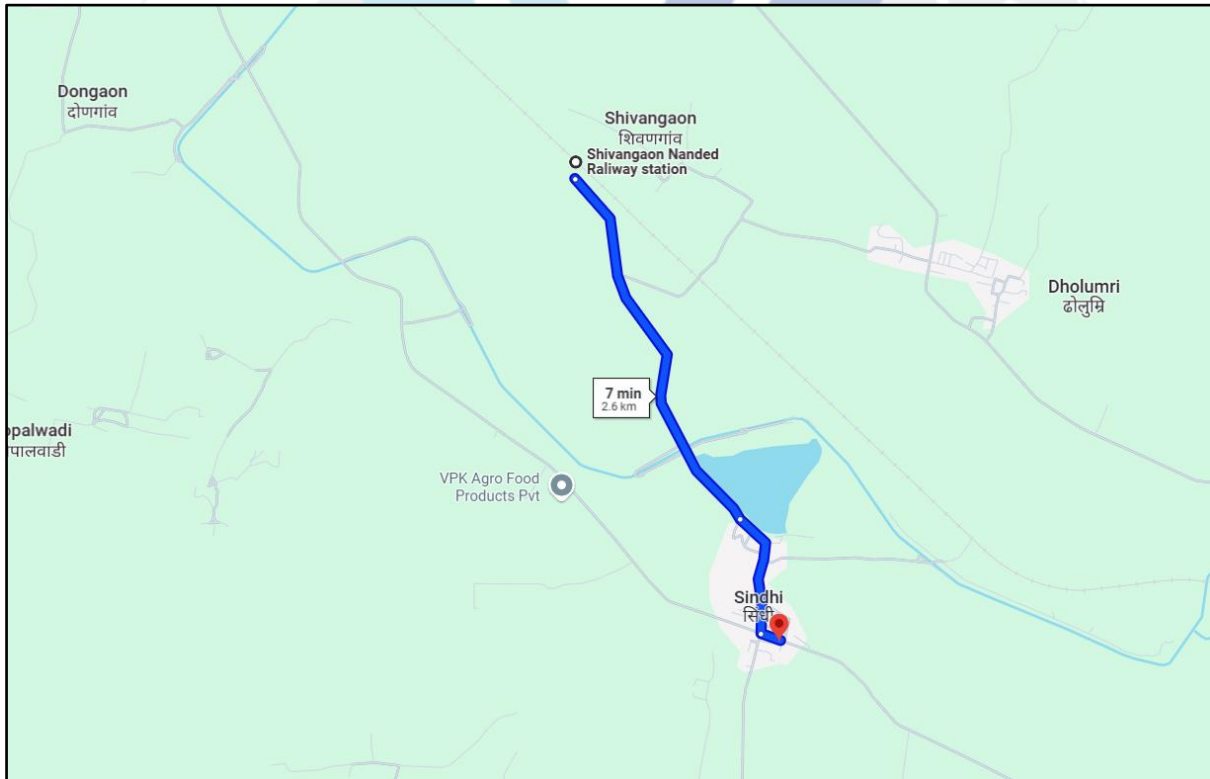 Dongaon
दोणगांव
Shivangaon
शिवणगांव
Shivangaon Nanded
Raliway station
Dholumri
ढोलुम्रि
7 min
2.6 km
opalwadi
पालवाडी
VPK Agro Food
Products Pvt
Sindhi
सिंधी